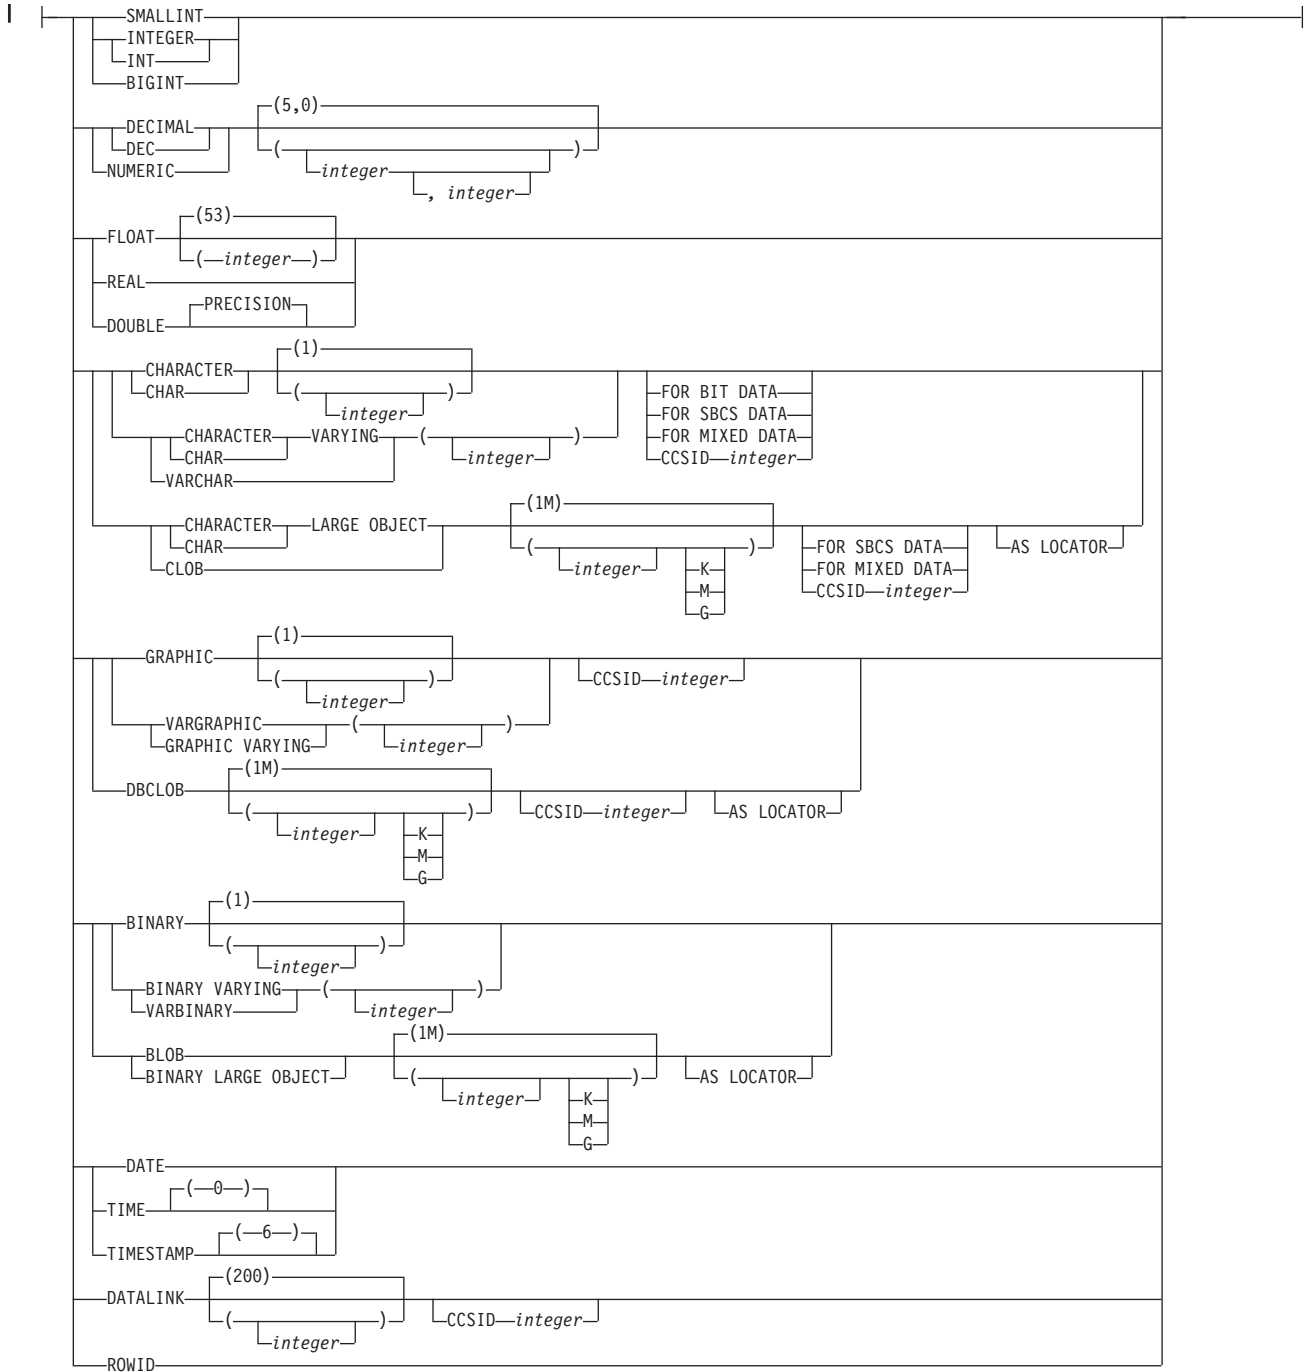 SMALLINT
INTEGER
INT
BIGINT
(5,0)
DECIMAL
DEC ( )
NUMERIC integer
, integer
(53)
FLOAT
( integer )
REAL
PRECISION
DOUBLE
(1)
CHARACTER
CHAR ( ) FOR BIT DATA
integer FOR SBCS DATA
CHARACTER VARYING ( ) FOR MIXED DATA
CHAR integer CCSID integer
VARCHAR
(1M)
CHARACTER LARGE OBJECT
CHAR ( ) FOR SBCS DATA AS LOCATOR
CLOB integer K FOR MIXED DATA
M CCSID integer
G
(1)
GRAPHIC
( ) CCSID integer
integer
VARGRAPHIC ( )
GRAPHIC VARYING integer
(1M)
DBCLOB
( ) CCSID integer AS LOCATOR
integer K
M
G
(1)
BINARY
( )
integer
BINARY VARYING ( )
VARBINARY integer
(1M)
BLOB
BINARY LARGE OBJECT ( ) AS LOCATOR
integer K
M
G
DATE
( 0 )
TIME
( 6 )
TIMESTAMP
(200)
DATALINK
( ) CCSID integer
integer
ROWID